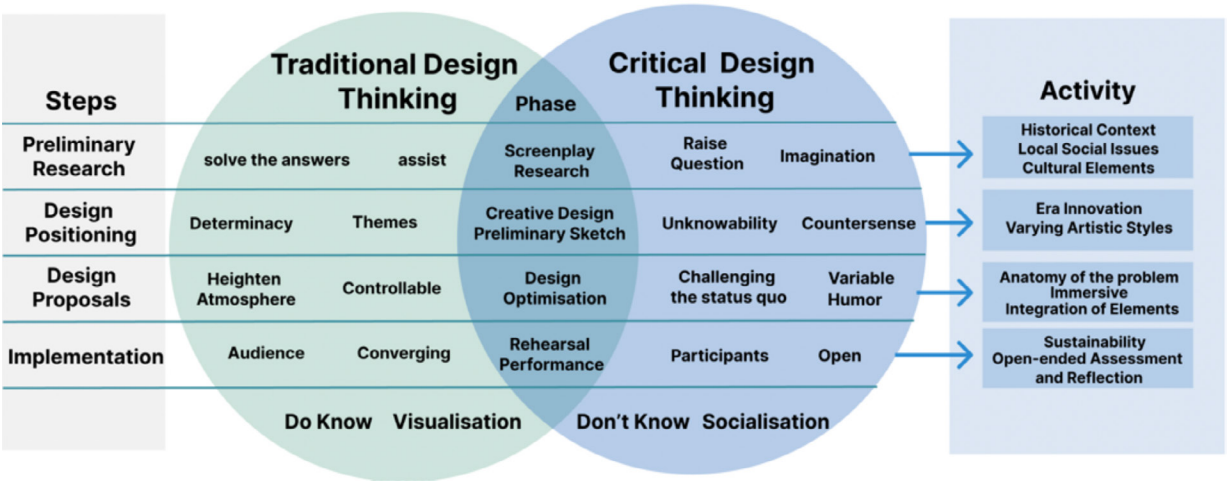 Steps
Traditional Design
Thinking
Phase
Critical Design
Thinking
Activity
Preliminary
Research
solve the answers
assist
Screenplay
Research
Raise
Question
Imagination
Historical Context
Local Social Issues
Cultural Elements
Design
Positioning
Determinacy
Themes
Creative Design
Preliminary Sketch
Unknowability
Countersense
Era Innovation
Varying Artistic Styles
Design
Proposals
Heighten
Atmosphere
Controllable
Design
Optimisation
Challenging
the status quo
Variable
Humor
Anatomy of the problem
Immersive
Integration of Elements
Implementation
Audience
Converging
Rehearsal
Performance
Participants
Open
Sustainability
Open-ended Assessment
and Reflection
Do Know Visualisation
Don't Know Socialisation